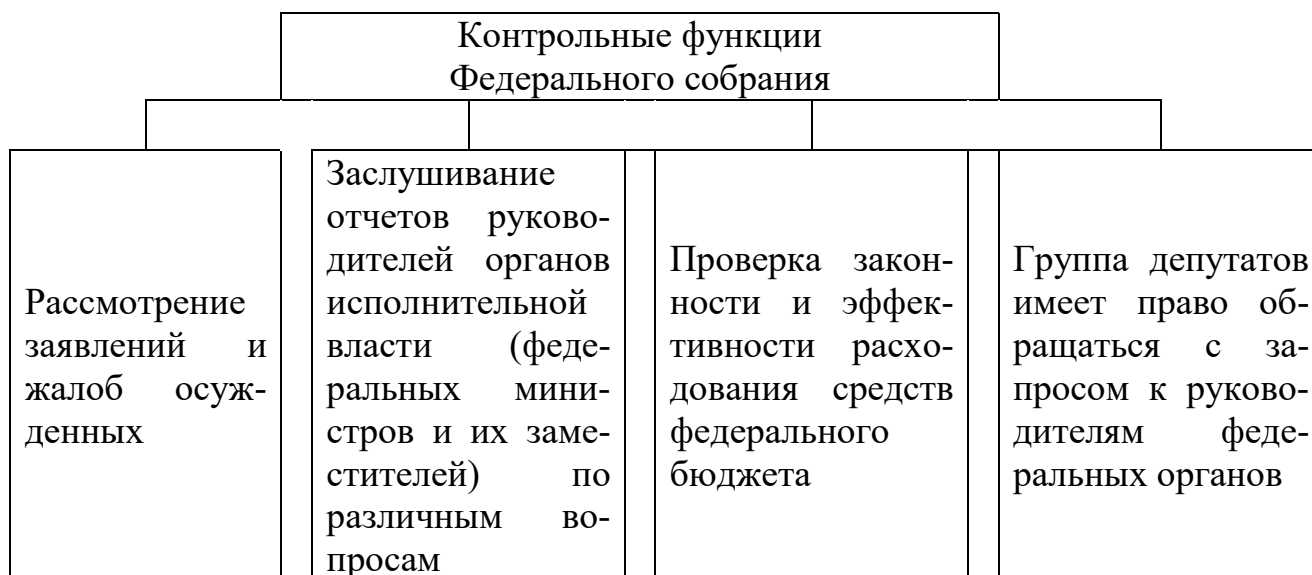 Контрольные функции
Федерального собрания
Рассмотрение
заявлений и
жалоб осуж-
денных
Заслушивание
отчетов руково-
дителей органов
исполнительной
власти (феде-
ральных мини-
стров и их заме-
стителей) по
различным во-
просам
Проверка закон-
ности и эффек-
тивности расхо-
дования средств
федерального
бюджета
Группа депутатов
имеет право об-
ращаться с за-
просом к руково-
дителям феде-
ральных органов